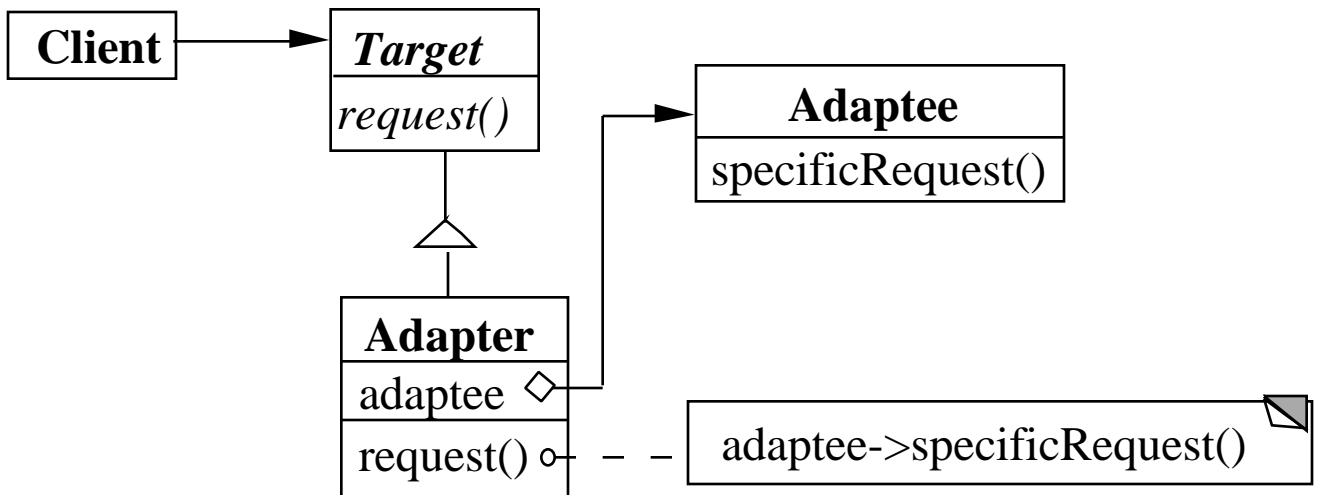 Client
Target
request()
Adaptee
specificRequest()
Adapter
adaptee
request()
adaptee->specificRequest()